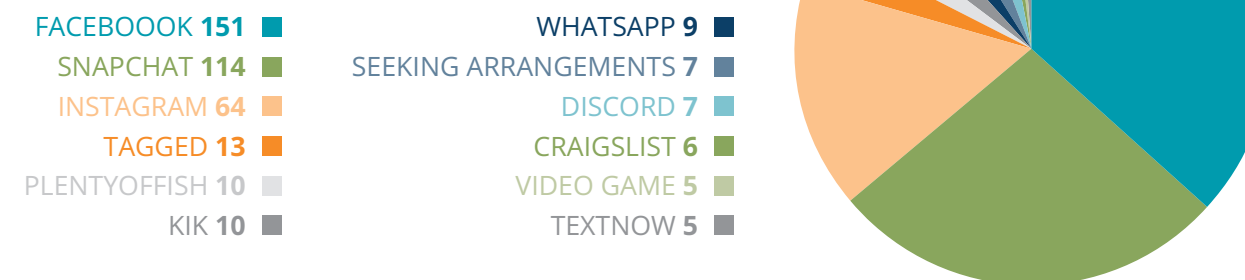 FACEBOOOK 151
SNAPCHAT 114
INSTAGRAM 64
TAGGED 13
PLENTYOFFISH 10
KIK 10
WHATSAPP 9
SEEKING ARRANGEMENTS 7
DISCORD 7
CRAIGSLIST 6
VIDEO GAME 5
TEXTNOW 5